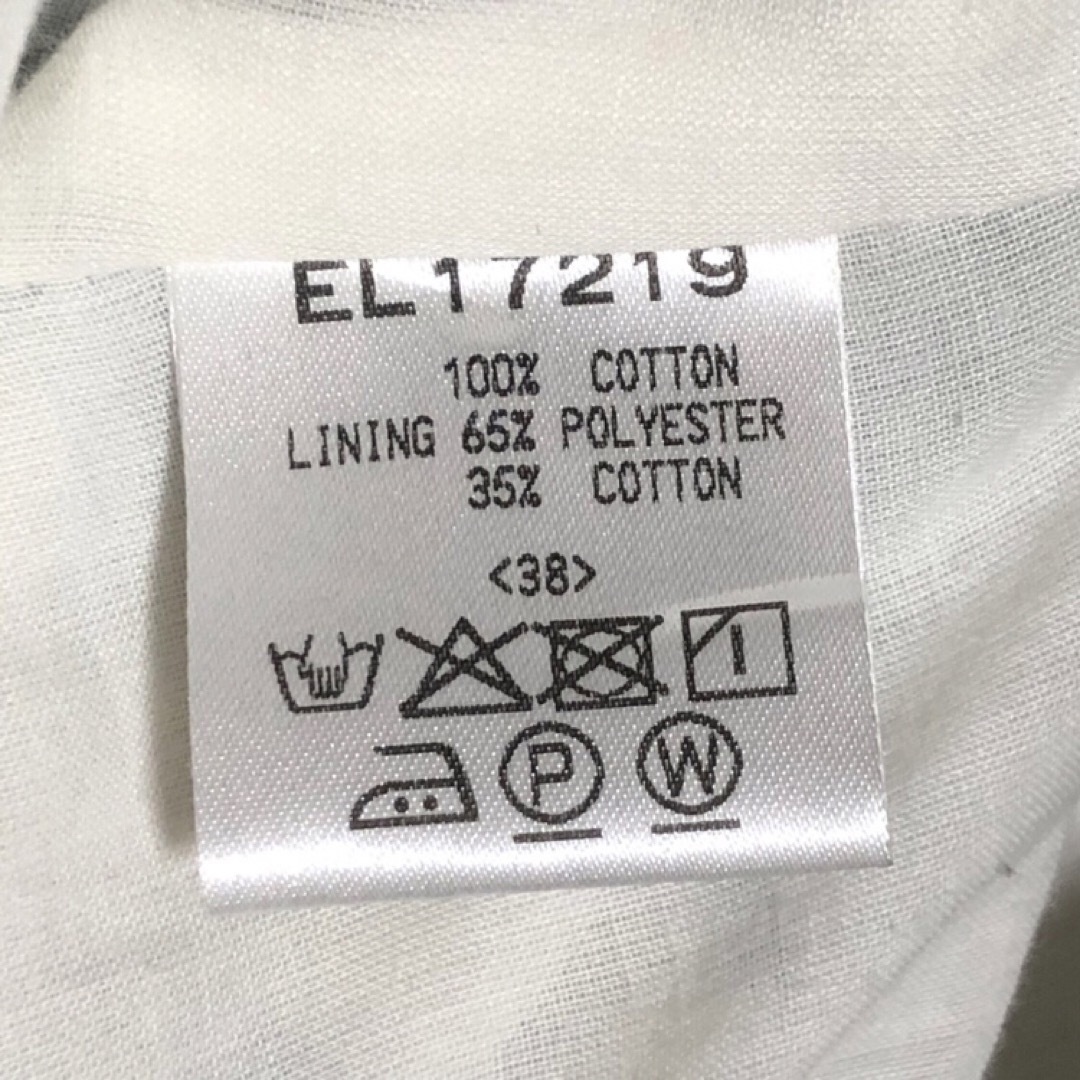 EL17219
100% COTTON
LINING 65% POLYESTER
35% COTTON
<38>
P W